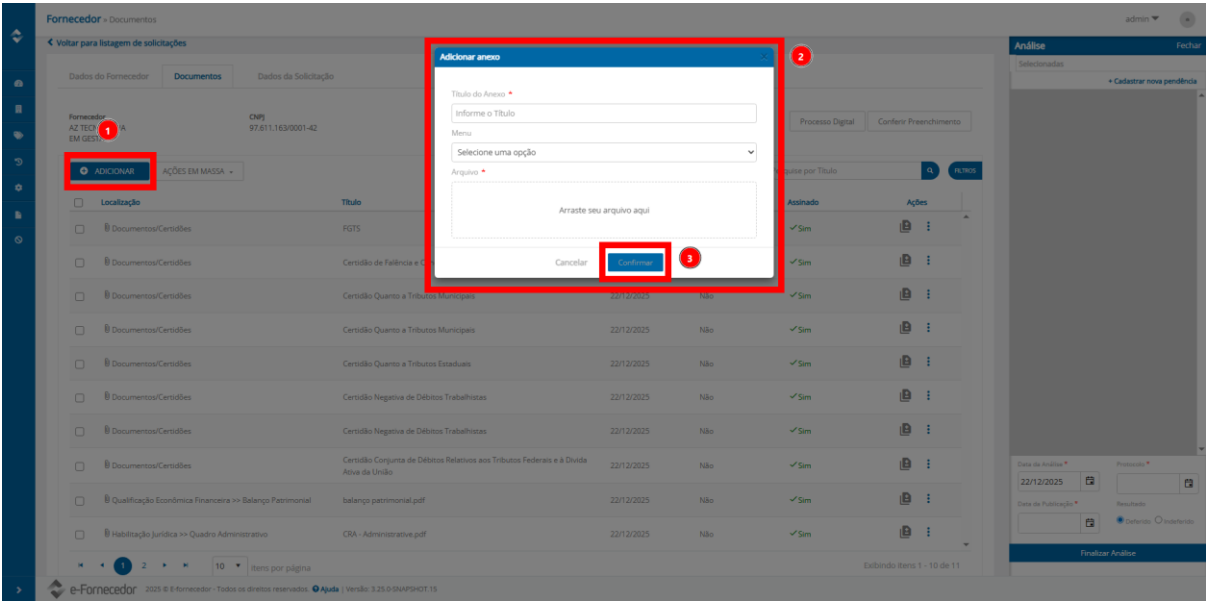 Fornecedor » Documentos
admin
Voltar para listagem de solicitações
Dados do Fornecedor Documentos Dados da Solicitação
Fornecedor
CNPJ
97.611.163/0001-42
1
ADICIONAR
AÇÕES EM MASSA
Adicionar anexo
2
Título do Anexo *
Informe o Título
Menu
Selecione uma opção
Arquivo *
Arraste seu arquivo aqui
Cancelar
Confirmar
3
Processo Digital
Conferir Preenchimento
por Título
FILTROS
Localização Título Assinado Ações
Documentos/Certidões FGTS Sim
Documentos/Certidões Certidão de Falência e Sim
Documentos/Certidões Certidão Quanto a Tributos Municipais 22/12/2025 Não Sim
Documentos/Certidões Certidão Quanto a Tributos Municipais 22/12/2025 Não Sim
Documentos/Certidões Certidão Quanto a Tributos Estaduais 22/12/2025 Não Sim
Documentos/Certidões Certidão Negativa de Débitos Trabalhistas 22/12/2025 Não Sim
Documentos/Certidões Certidão Negativa de Débitos Trabalhistas 22/12/2025 Não Sim
Documentos/Certidões Certidão Conjunta de Débitos Relativos aos Tributos Federais e à Divida 22/12/2025 Não Sim
Ativa da União
Qualificação Econômica Financeira >> Balanço Patrimonial balanço patrimonial.pdf 22/12/2025 Não Sim
Habilitação Jurídica >> Quadro Administrativo CRA - Administrativo.pdf 22/12/2025 Não Sim
1 2 10 itens por página
Exibindo itens 1 - 10 de 11
Análise Fechar
Selecionadas
+ Cadastrar nova pendência
Data da Análise * Protocolo *
22/12/2025
Data da Publicação * Resultado
Deferido Indeferido
Finalizar Análise
e-Fornecedor 2025 © E-fornecedor - Todos os direitos reservados. Ajuda | Versão: 3.25.0-SNAPSHOT.15